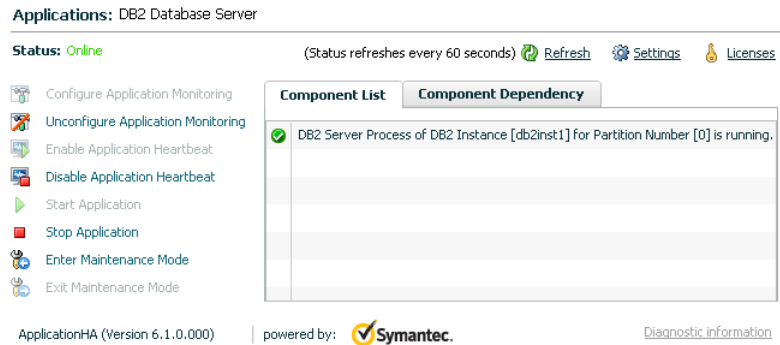 Applications: DB2 Database Server
Status: Online
(Status refreshes every 60 seconds) Refresh Settings Licenses
Configure Application Monitoring
Unconfigure Application Monitoring
Enable Application Heartbeat
Disable Application Heartbeat
Start Application
Stop Application
Enter Maintenance Mode
Exit Maintenance Mode
Component List
Component Dependency
DB2 Server Process of DB2 Instance [db2inst1] for Partition Number [0] is running.
ApplicationHA (Version 6.1.0.000)
powered by: Symantec.
Diagnostic information